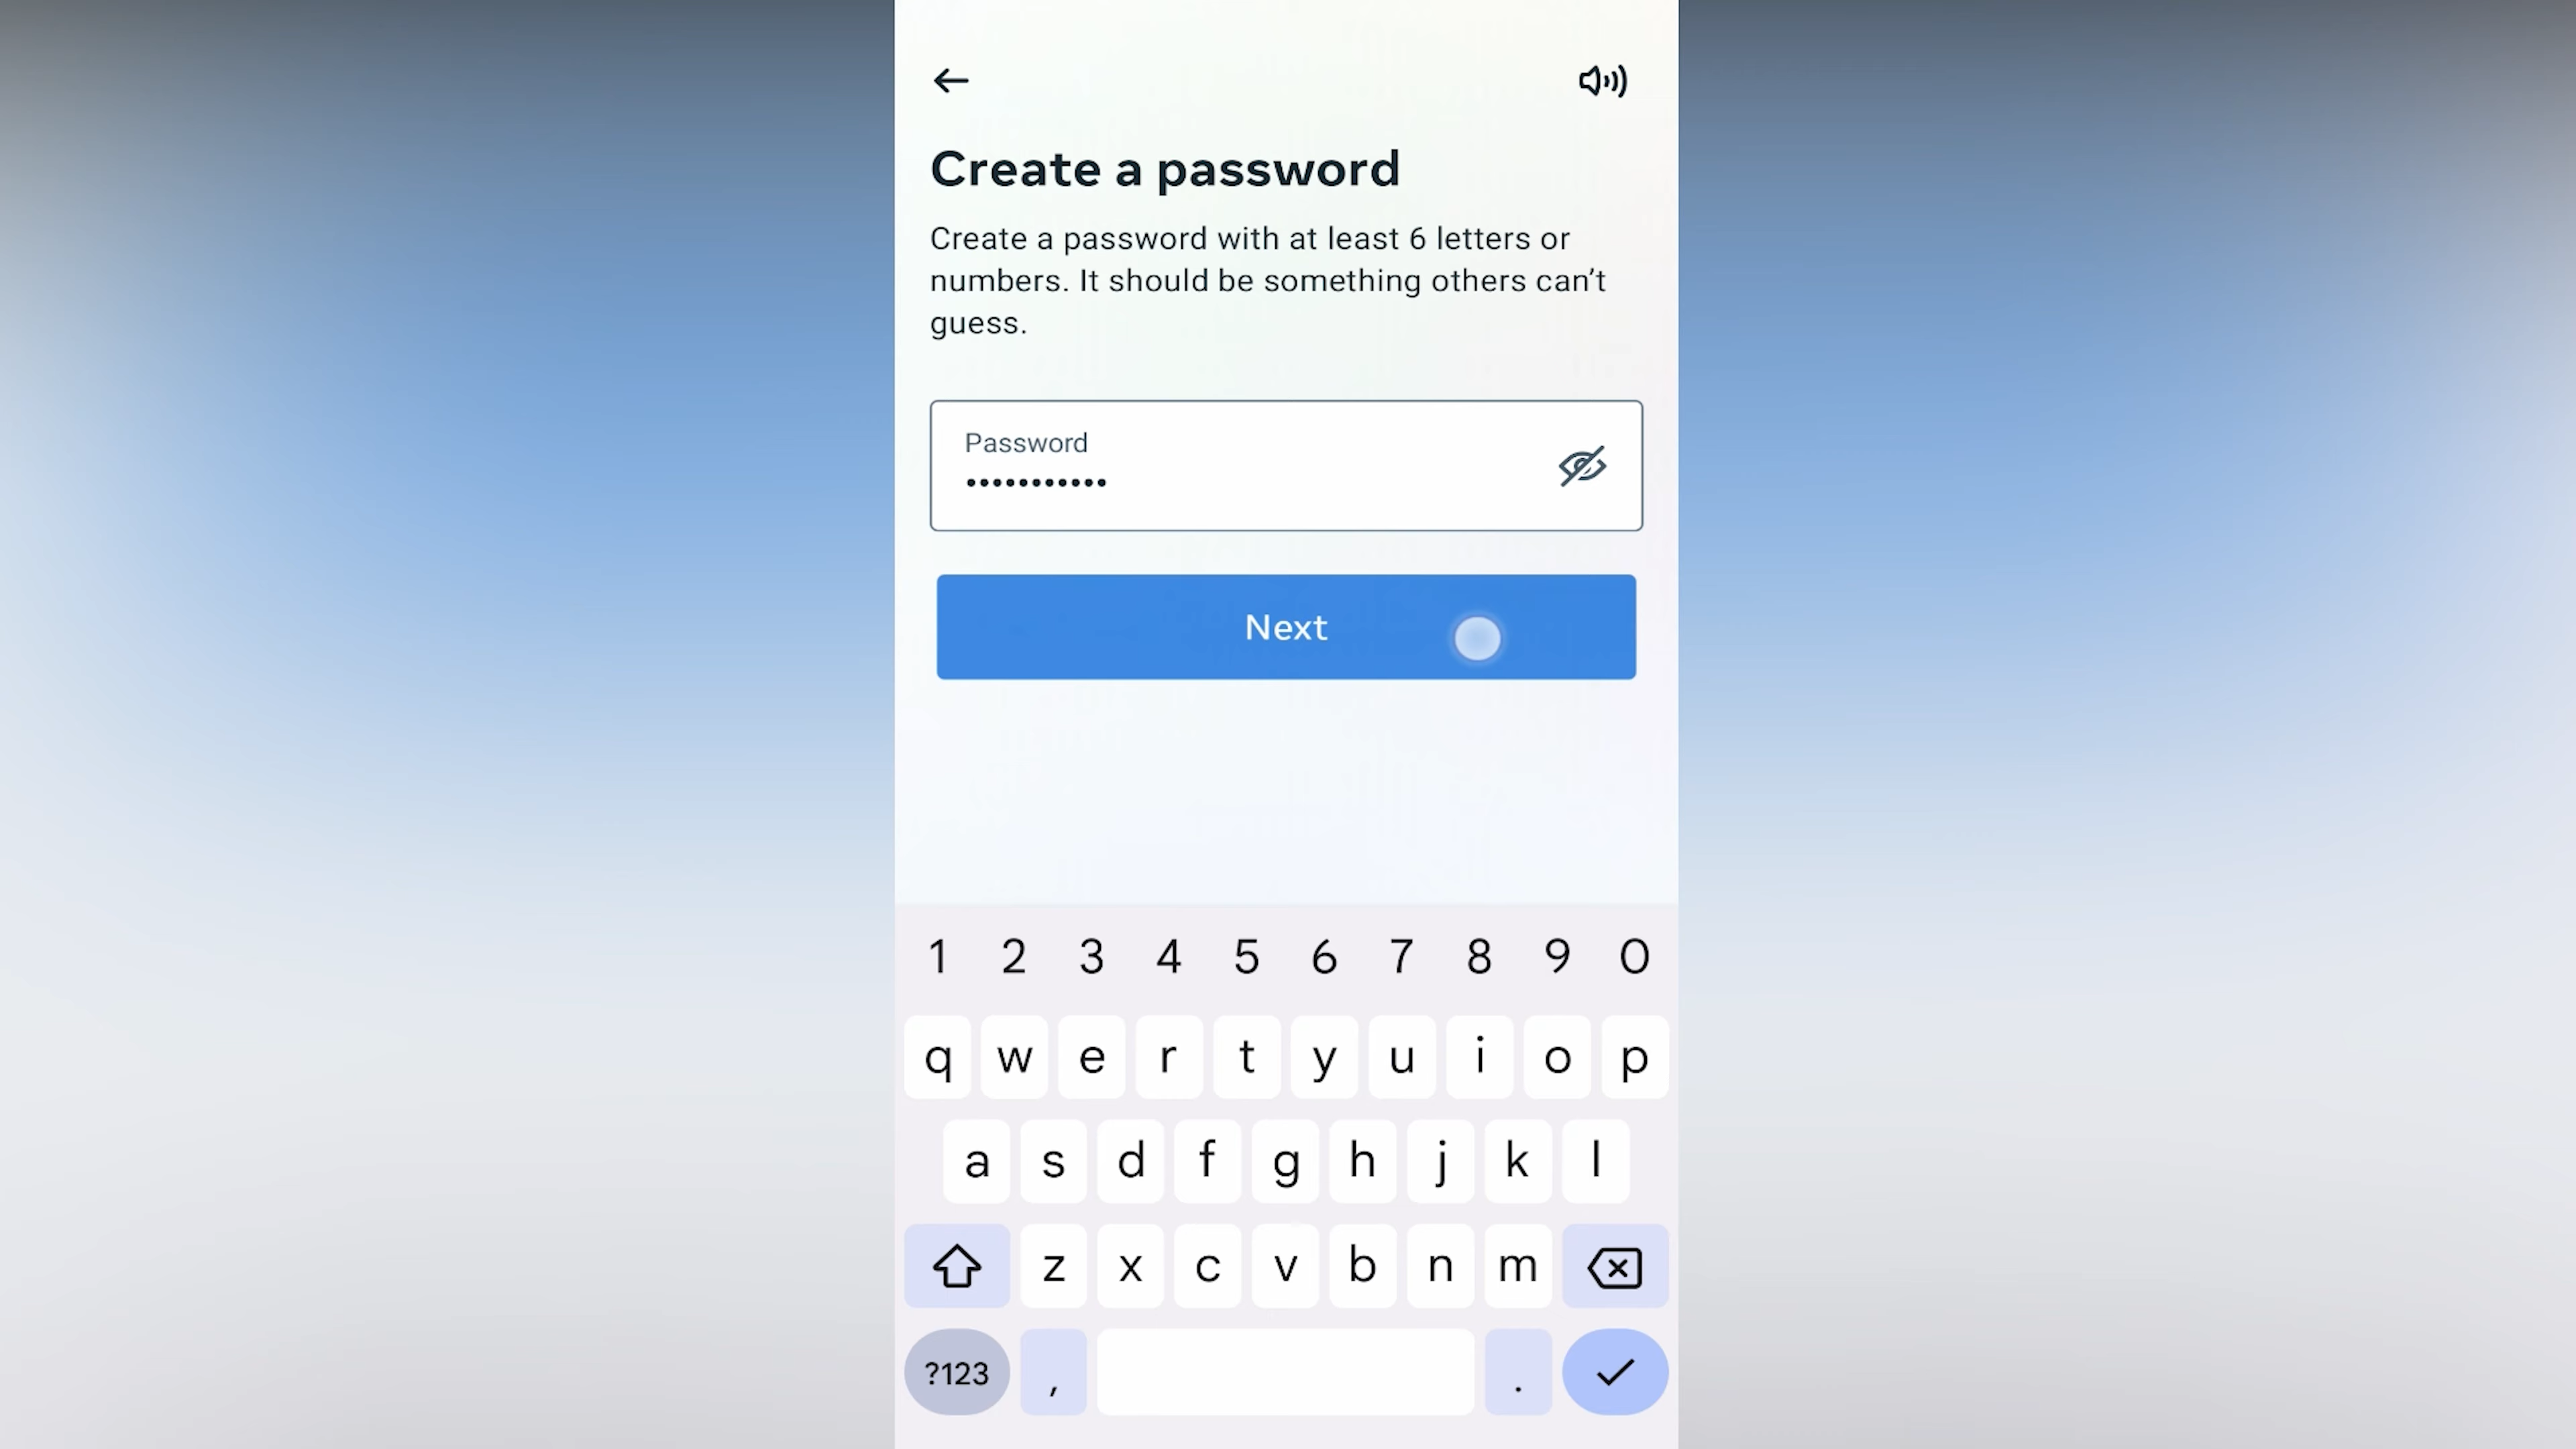 Create a password
Create a password with at least 6 letters or
numbers. It should be something others can’t
guess.
Password
•••••••••••
Next
1 2 3 4 5 6 7 8 9 0
q w e r t y u i o p
a s d f g h j k l
z x c v b n m
?123 , .